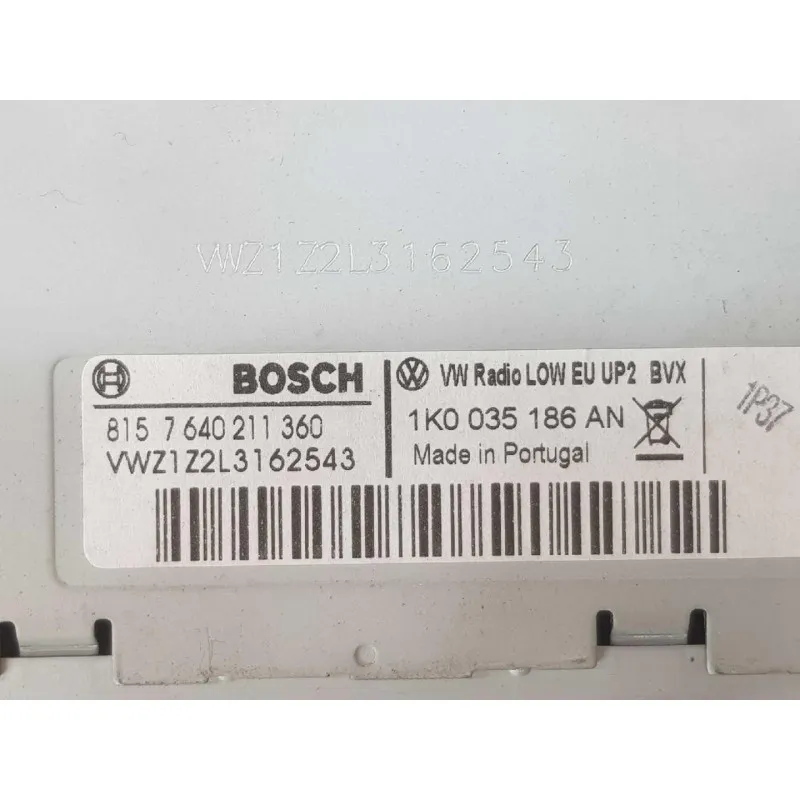 VWZ1Z2L3162543
BOSCH
815 7 640 211 360
VWZ1Z2L3162543
VW Radio LOW EU UP2 BVX
1K0 035 186 AN
Made in Portugal
1P37